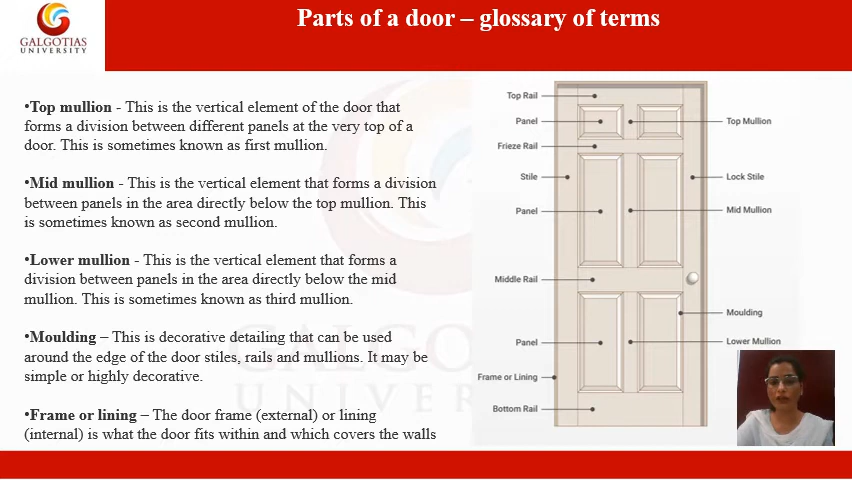 Parts of a door – glossary of terms
GALGOTIAS
UNIVERSITY
•Top mullion - This is the vertical element of the door that
forms a division between different panels at the very top of a
door. This is sometimes known as first mullion.
•Mid mullion - This is the vertical element that forms a division
between panels in the area directly below the top mullion. This
is sometimes known as second mullion.
•Lower mullion - This is the vertical element that forms a
division between panels in the area directly below the mid
mullion. This is sometimes known as third mullion.
•Moulding – This is decorative detailing that can be used
around the edge of the door stiles, rails and mullions. It may be
simple or highly decorative.
•Frame or lining – The door frame (external) or lining
(internal) is what the door fits within and which covers the walls
Top Rail
Panel
Top Mullion
Frieze Rail
Stile
Lock Stile
Panel
Mid Mullion
Middle Rail
Moulding
Panel
Lower Mullion
Frame or Lining
Bottom Rail